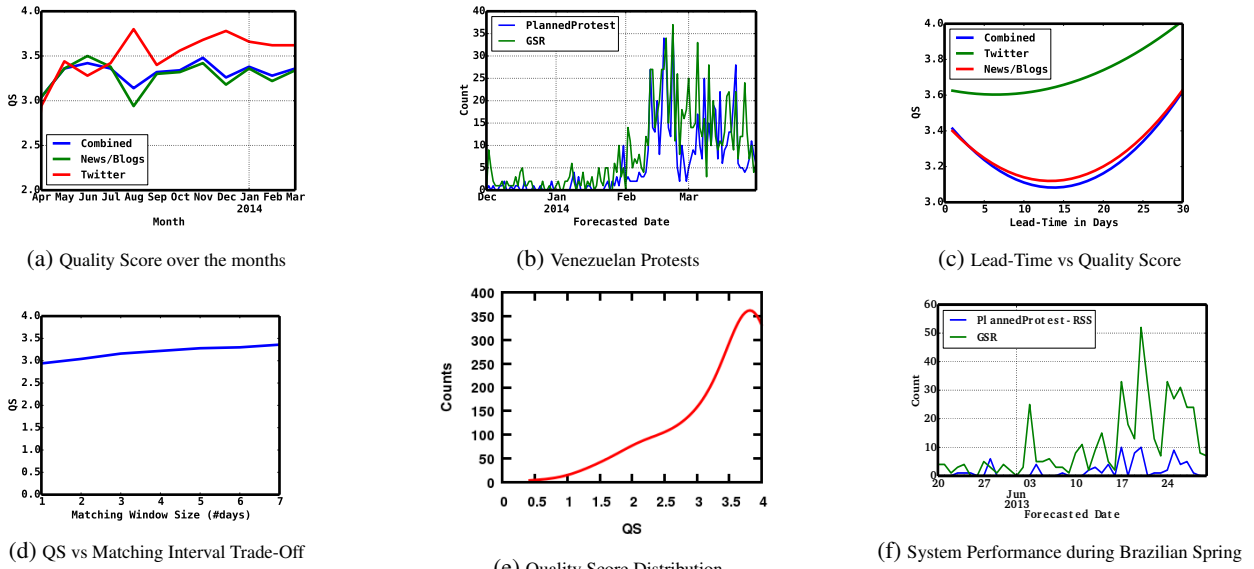 4.0
3.5
3.0
2.5
2.0
QS
Combined
News/Blogs
Twitter
Apr May Jun Jul Aug Sep Oct Nov Dec Jan Feb Mar
2014
Month
(a) Quality Score over the months
40
35
30
25
20
15
10
5
0
Count
PlannedProtest
GSR
Dec Jan Feb Mar
2014
Forecasted Date
(b) Venezuelan Protests
4.0
3.8
3.6
3.4
3.2
3.0
QS
Combined
Twitter
News/Blogs
0 5 10 15 20 25 30
Lead-Time in Days
(c) Lead-Time vs Quality Score
4.0
3.5
3.0
2.5
2.0
1.5
1.0
0.5
0.0
QS
1 2 3 4 5 6 7
Matching Window Size (#days)
(d) QS vs Matching Interval Trade-Off
400
350
300
250
200
150
100
50
0
Counts
0 0.5 1 1.5 2 2.5 3 3.5 4
QS
(e) Quality Score Distribution
60
50
40
30
20
10
0
Count
PlannedProtest-RSS
GSR
20 27 03 10 17 24
Jun
2013
Forecasted Date
(f) System Performance during Brazilian Spring